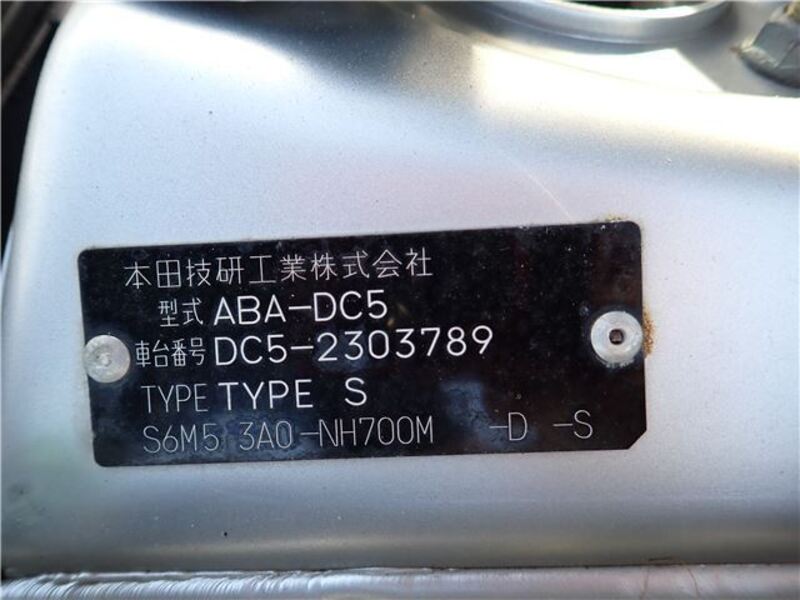 本田技研工業株式会社
型式 ABA-DC5
車台番号 DC5-2303789
TYPE TYPE S
S6M5 3A0-NH700M -D -S